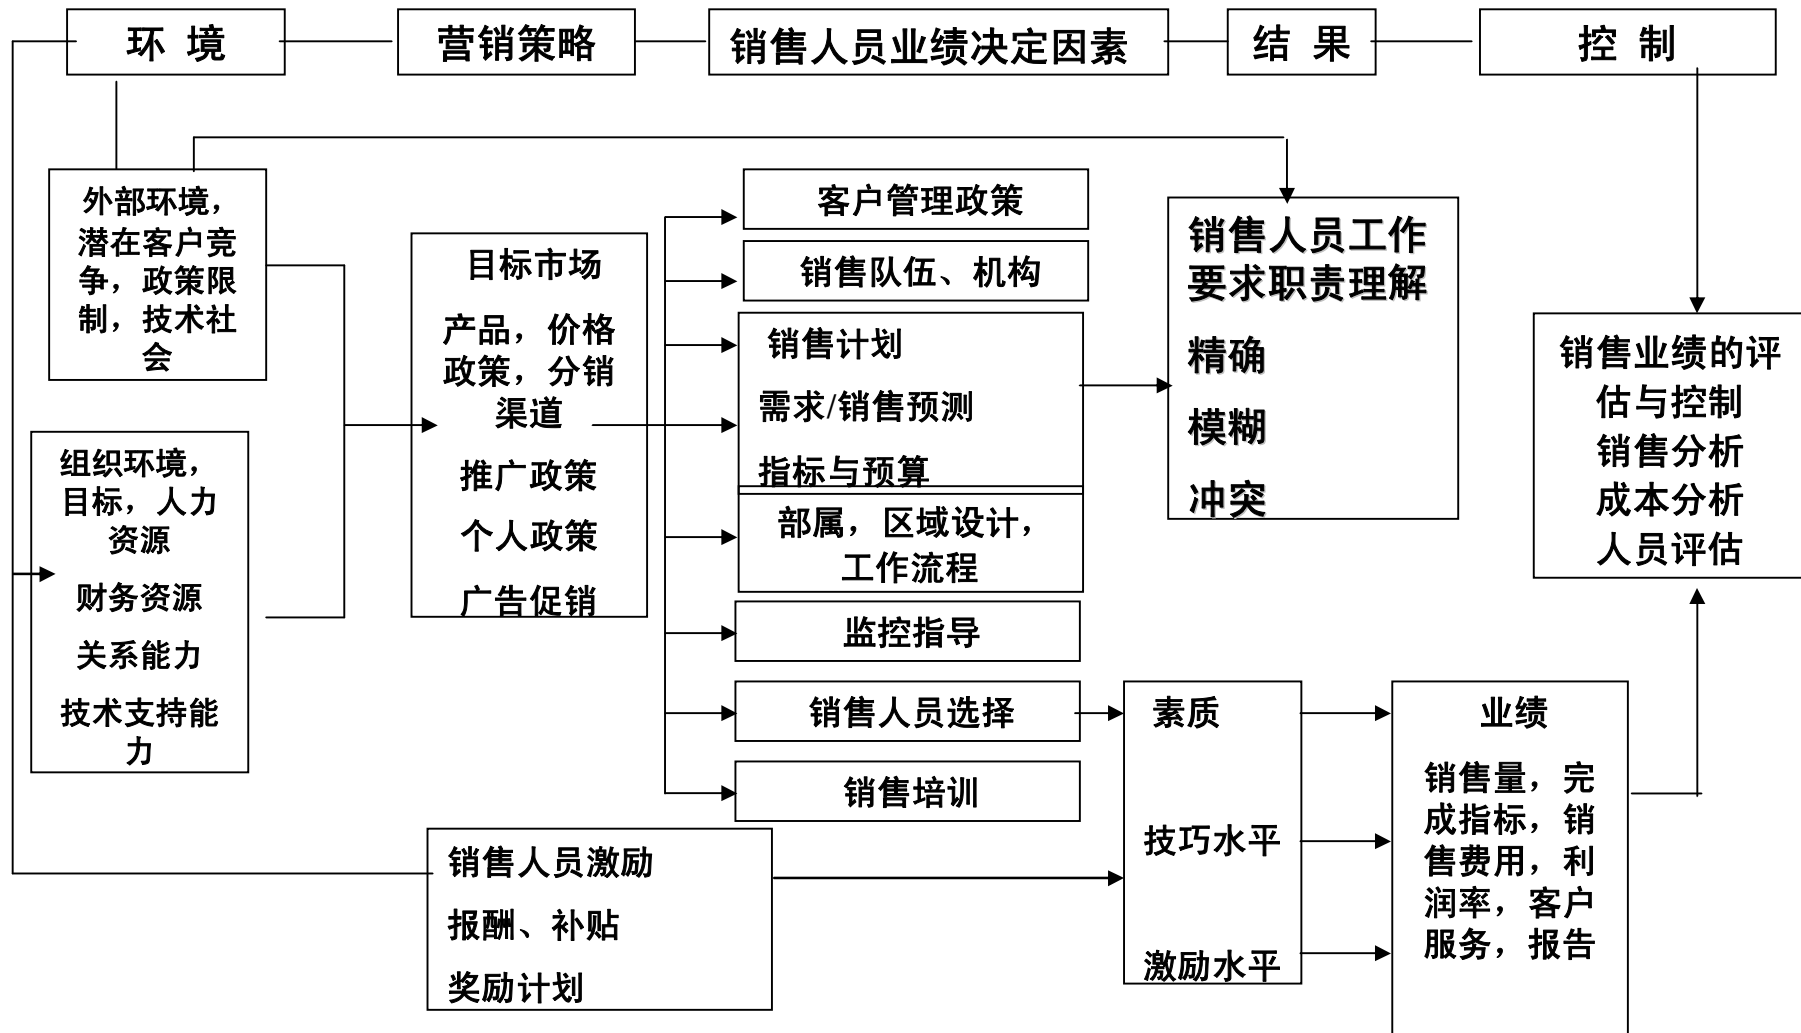 环 境
营销策略
销售人员业绩决定因素
结 果
控 制
外部环境，
潜在客户竞
争，政策限
制，技术社
会
组织环境，
目标，人力
资源
财务资源
关系能力
技术支持能
力
目标市场
产品，价格
政策，分销
渠道
推广政策
个人政策
广告促销
客户管理政策
销售队伍、机构
销售计划
需求/销售预测
指标与预算
部属，区域设计，
工作流程
监控指导
销售人员选择
销售培训
销售人员激励
报酬、补贴
奖励计划
销售人员工作
要求职责理解
精确
模糊
冲突
素质
技巧水平
激励水平
业绩
销售量，完
成指标，销
售费用，利
润率，客户
服务，报告
销售业绩的评
估与控制
销售分析
成本分析
人员评估